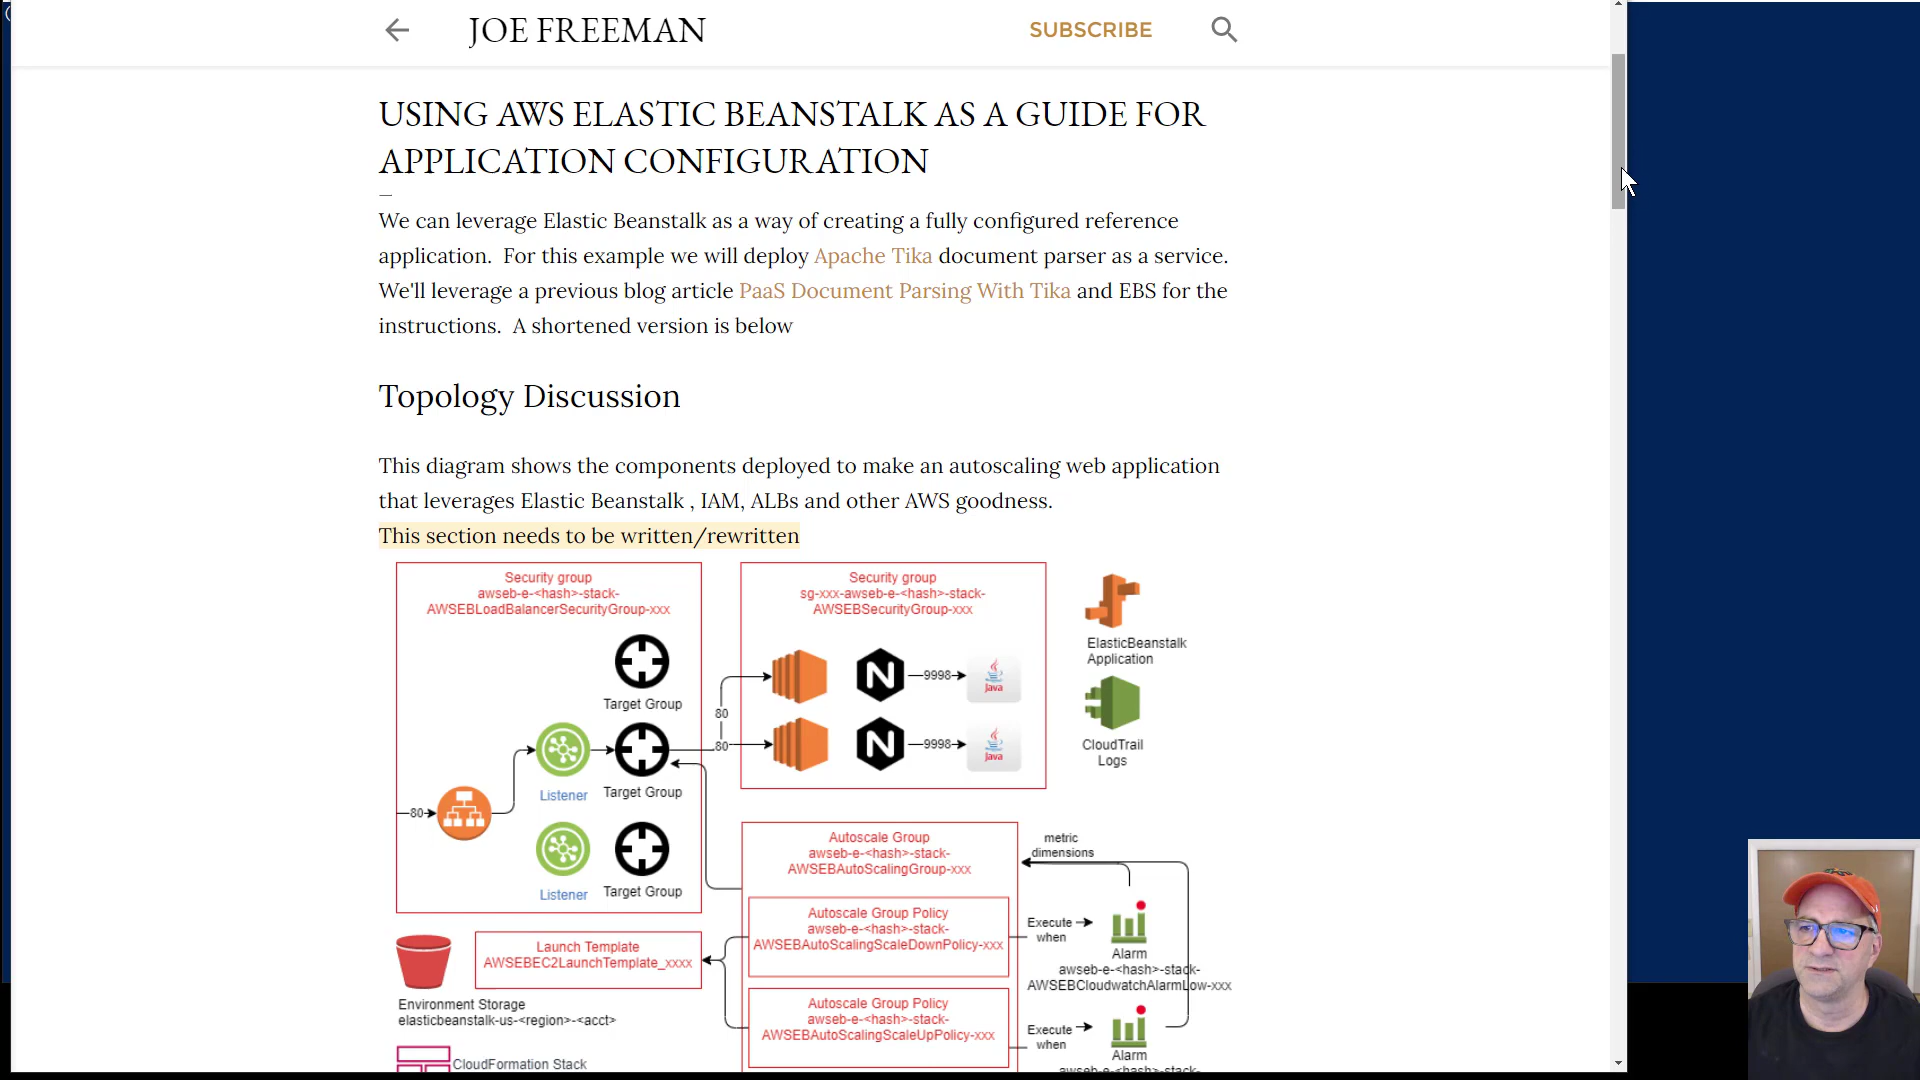 JOE FREEMAN
SUBSCRIBE
USING AWS ELASTIC BEANSTALK AS A GUIDE FOR
APPLICATION CONFIGURATION
We can leverage Elastic Beanstalk as a way of creating a fully configured reference
application.  For this example we will deploy Apache Tika document parser as a service.
We'll leverage a previous blog article PaaS Document Parsing With Tika and EBS for the
instructions.  A shortened version is below
Topology Discussion
This diagram shows the components deployed to make an autoscaling web application
that leverages Elastic Beanstalk , IAM, ALBs and other AWS goodness.
This section needs to be written/rewritten
Security group
awseb-e-<hash>-stack-
AWSEBLoadBalancerSecurityGroup-xxx
Target Group
Listener
Target Group
80
Listener
Target Group
Security group
sg-xxx-awseb-e-<hash>-stack-
AWSEBSecurityGroup-xxx
80
N
9998
Java
80
N
9998
Java
ElasticBeanstalk
Application
CloudTrail
Logs
Autoscale Group
awseb-e-<hash>-stack-
AWSEBAutoScalingGroup-xxx
metric
dimensions
Autoscale Group Policy
awseb-e-<hash>-stack-
AWSEBAutoScalingScaleDownPolicy-xxx
Execute
when
Alarm
awseb-e-<hash>-stack-
AWSEBCloudwatchAlarmLow-xxx
Launch Template
AWSEBEC2LaunchTemplate_xxxx
Autoscale Group Policy
awseb-e-<hash>-stack-
AWSEBAutoScalingScaleUpPolicy-xxx
Execute
when
Alarm
awseb-e-<hash>-stack-
Environment Storage
elasticbeanstalk-us-<region>-<acct>
CloudFormation Stack